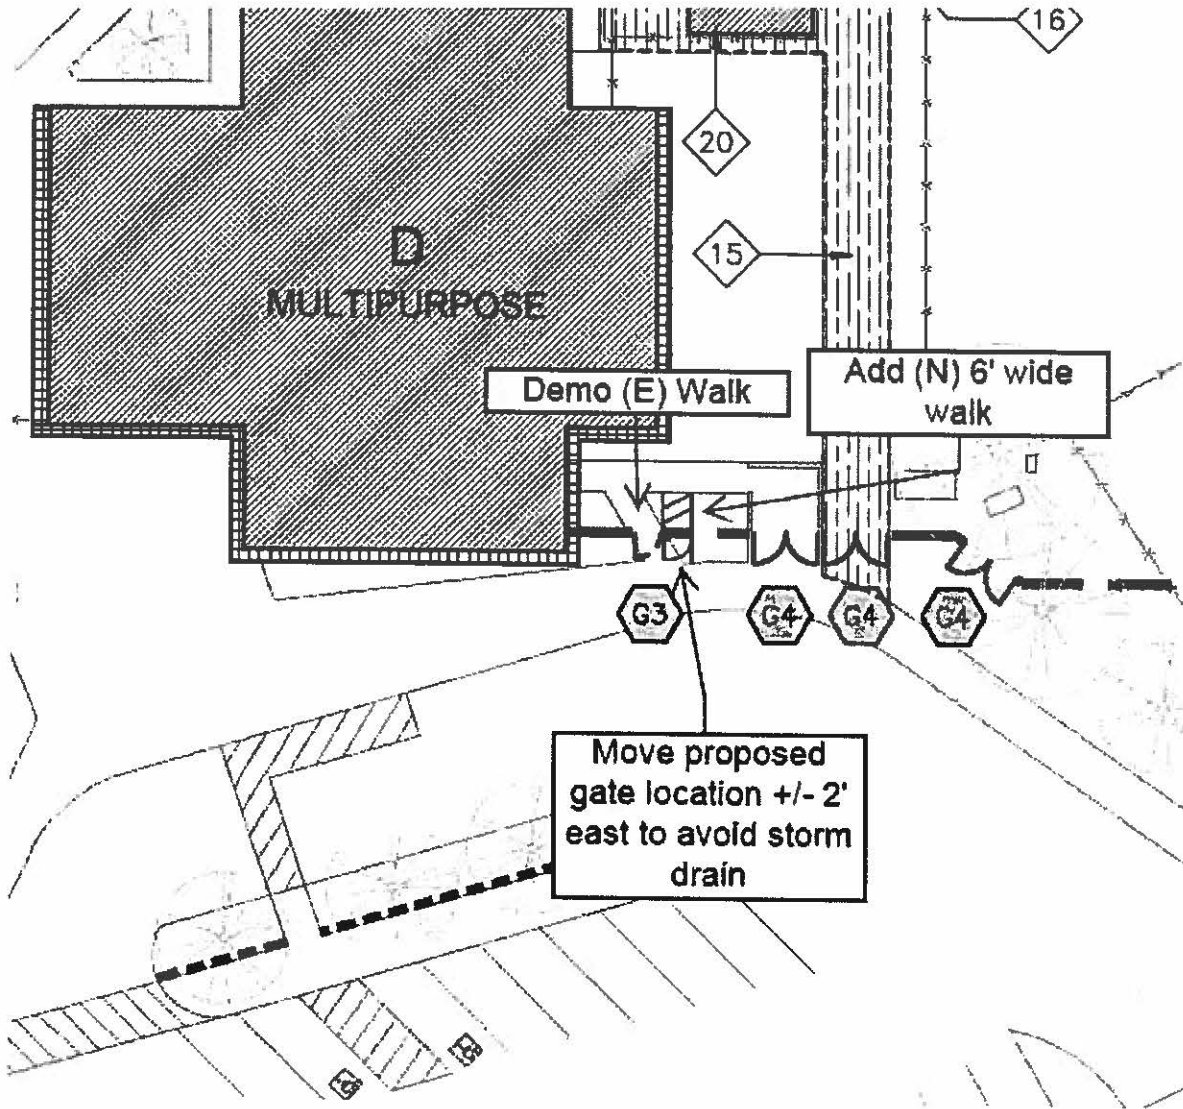 16
20
D
MULTIPURPOSE
15
Demo (E) Walk
Add (N) 6' wide
walk
G3
G4
G4
G4
Move proposed
gate location +/- 2'
east to avoid storm
drain